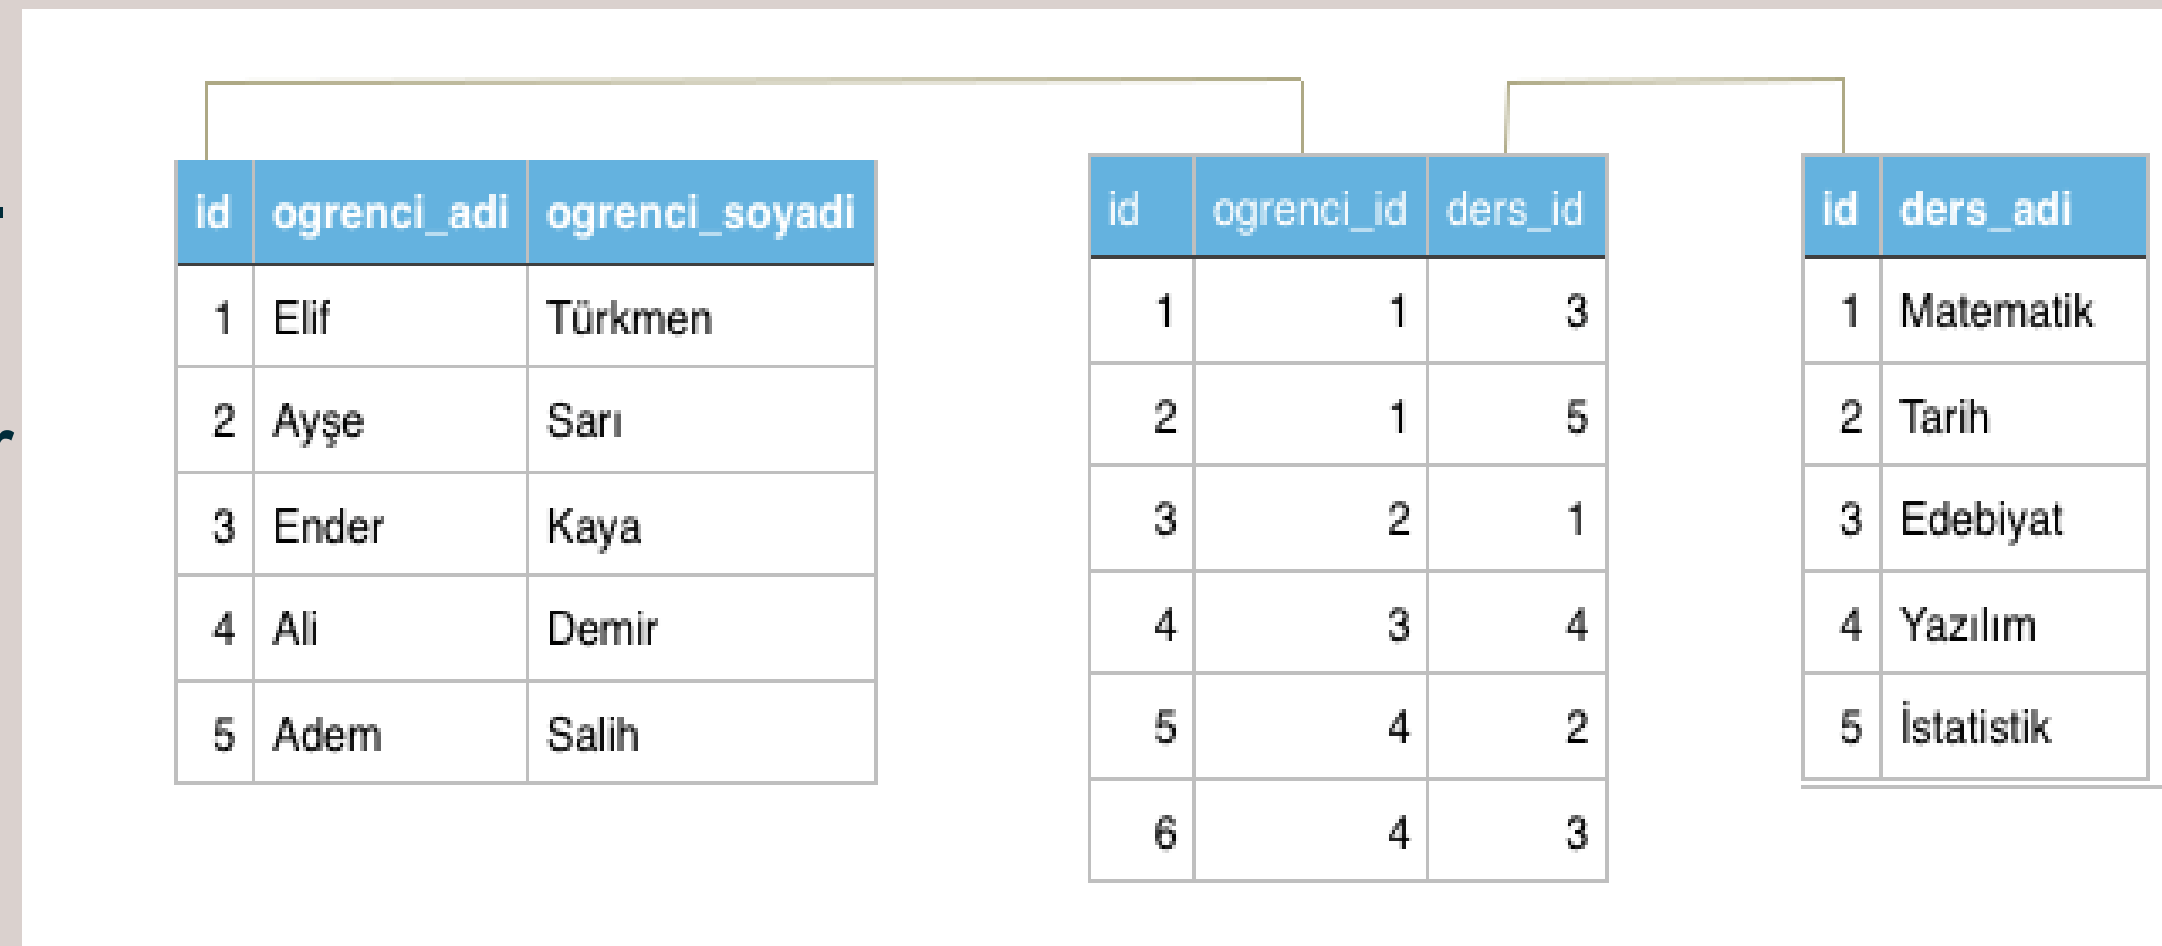 id ogrenci_adi ogrenci_soyadi
1 Elif Türkmen
2 Ayşe Sarı
3 Ender Kaya
4 Ali Demir
5 Adem Salih
id ogrenci_id ders_id
1 1 3
2 1 5
3 2 1
4 3 4
5 4 2
6 4 3
id ders_adi
1 Matematik
2 Tarih
3 Edebiyat
4 Yazılım
5 İstatistik